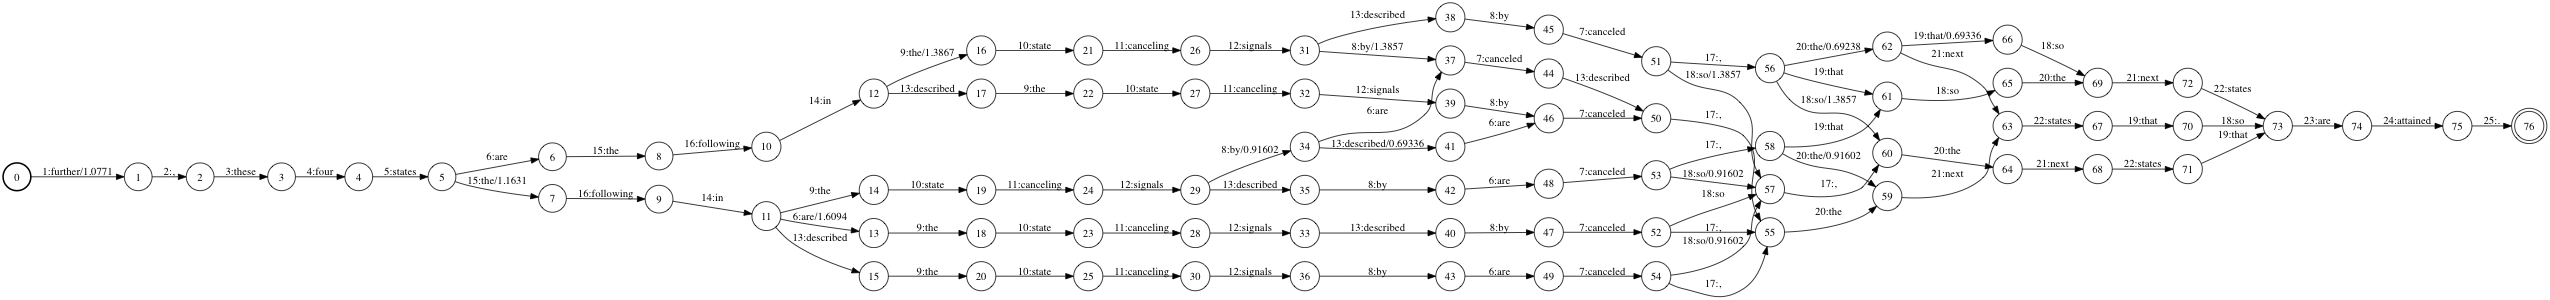 0 1:further/1.0771 1 2:, 2 3:these 3 4:four 4 5:states 5
6:are 6 15:the 8 16:following 10 14:in 12
15:the/1.1631 7 16:following 9 14:in 11
9:the/1.3867 16 10:state 21 11:canceling 26 12:signals 31
13:described 17 9:the 22 10:state 27 11:canceling 32 12:signals 39 8:by 46 7:canceled 50
13:described 38 8:by 45 7:canceled 51
8:by/1.3857 37 7:canceled 44 13:described
6:are
9:the 14 10:state 19 11:canceling 24 12:signals 29
8:by/0.91602 34 13:described/0.69336 41 6:are
13:described 35 8:by 42 6:are 48 7:canceled 53
6:are/1.6094 13 9:the 18 10:state 23 11:canceling 28 12:signals 33 13:described 40 8:by 47 7:canceled 52
13:described 15 9:the 20 10:state 25 11:canceling 30 12:signals 36 8:by 43 6:are 49 7:canceled 54
17:, 56
18:so/1.3857
17:,
17:, 58
18:so/0.91602 57
18:so
17:, 55
18:so/0.91602
17:,
20:the/0.69238 62 19:that/0.69336 66 18:so
21:next
19:that 61 18:so 65 20:the 69 21:next 72 22:states
18:so/1.3857
19:that
20:the/0.91602
17:, 60 20:the 64 21:next 68 22:states 71 19:that
20:the 59 21:next
63 22:states 67 19:that 70 18:so 73 23:are 74 24:attained 75 25:. 76